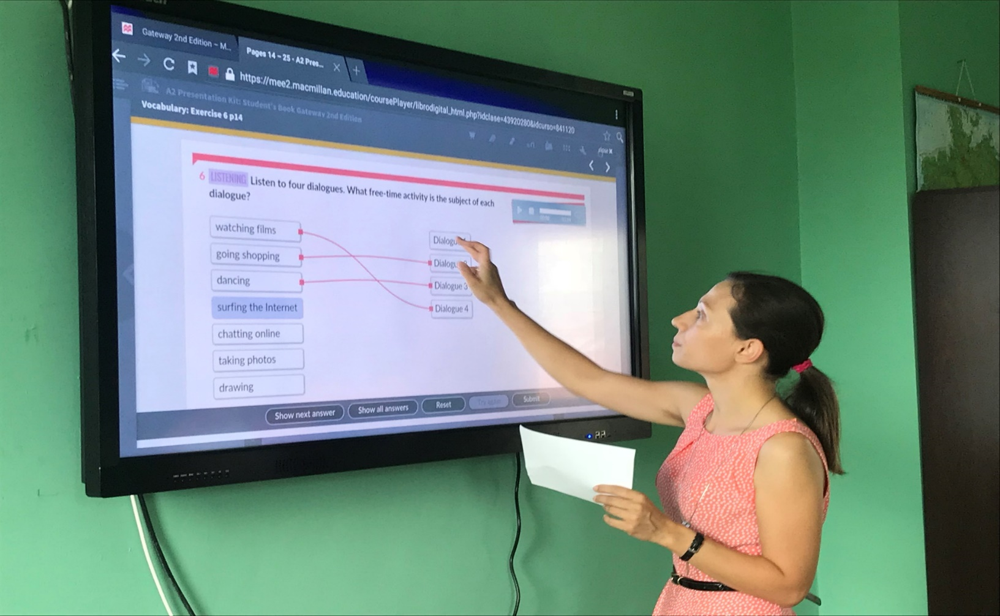 Gateway 2nd Edition – M...
Pages 14 – 25 - A2 Pres...
https://mee2.macmillan.education/coursePlayer/librodigital_html.php?idclase=43920280&idcurso=841120
A2 Presentation Kit: Student's Book Gateway 2nd Edition
Vocabulary: Exercise 6 p14
close X
6 LISTENING Listen to four dialogues. What free-time activity is the subject of each
dialogue?
watching films
going shopping
dancing
surfing the Internet
chatting online
taking photos
drawing
Dialogu
Dialogu
Dialogue 3
Dialogue 4
Show next answer
Show all answers
Reset
Try again
Submit